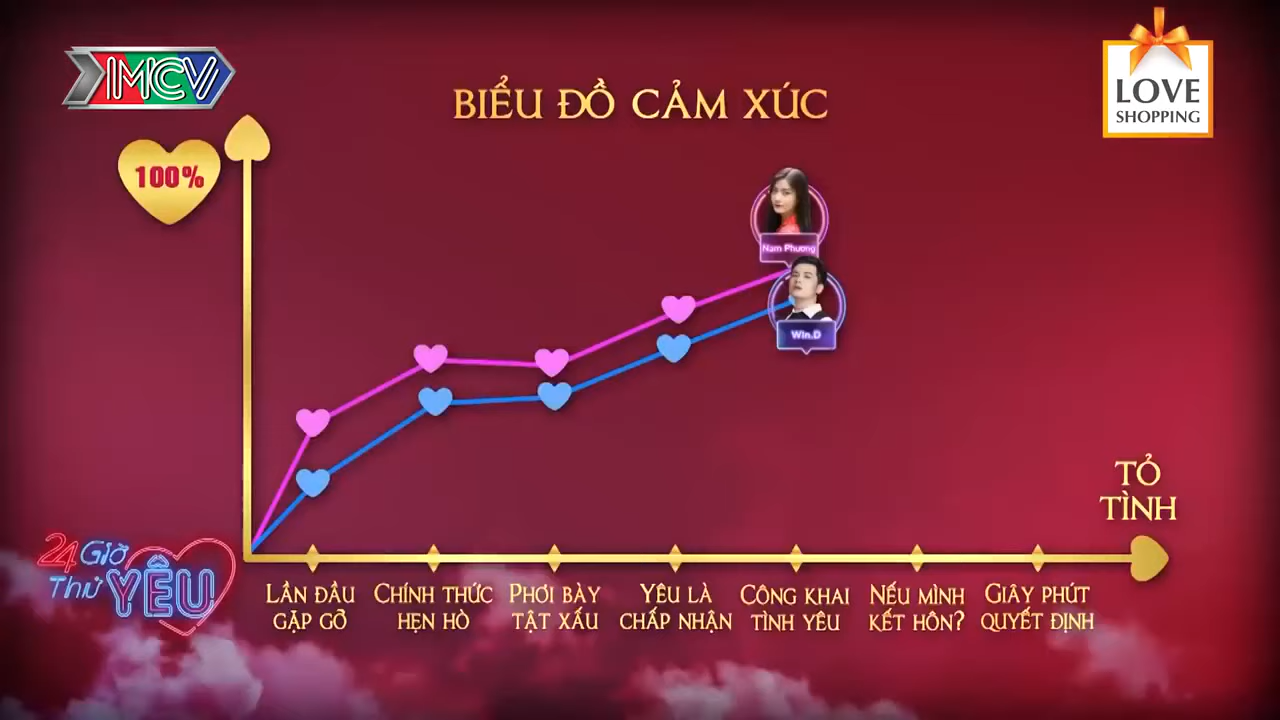 MCV
LOVE
SHOPPING
BIỂU ĐỒ CẢM XÚC
100%
Nam Phương
Win.D
TỎ
TÌNH
24 Giờ
Thử YÊU
LẦN ĐẦU
GẶP GỠ
CHÍNH THỨC
HẸN HÒ
PHƠI BÀY
TẬT XẤU
YÊU LÀ
CHẤP NHẬN
CÔNG KHAI
TÌNH YÊU
NẾU MÌNH
KẾT HÔN?
GIÂY PHÚT
QUYẾT ĐỊNH